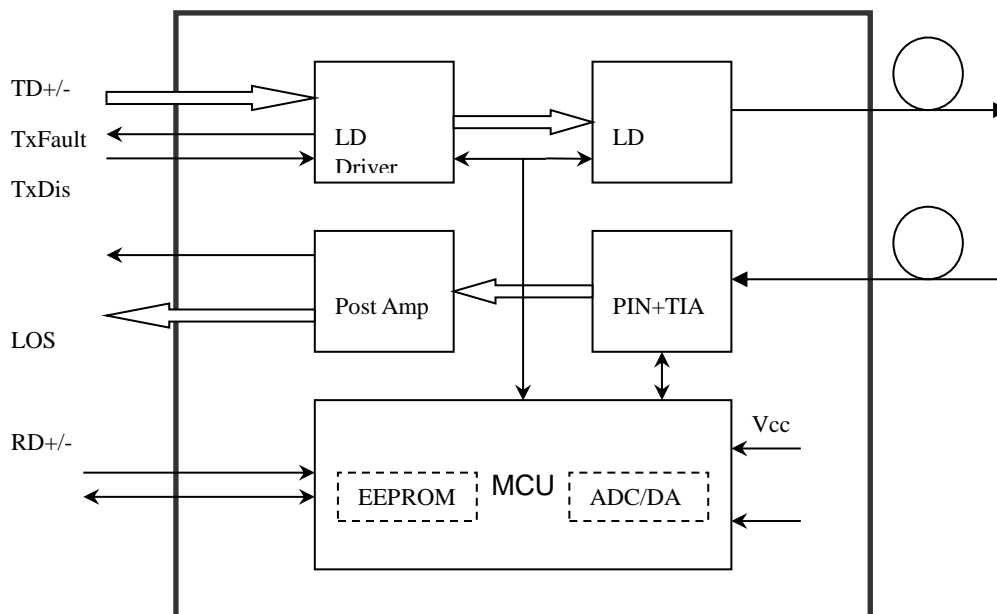 TD+/-
TxFault
TxDis
LD
Driver
LD
LOS
Post Amp
PIN+TIA
RD+/-
Vcc
EEPROM
MCU
ADC/DA